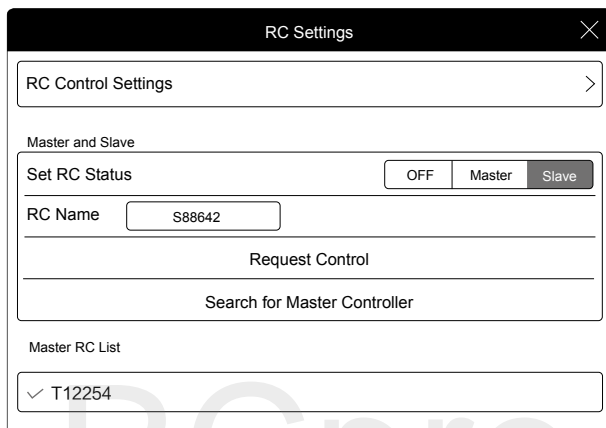 RC Settings
RC Control Settings
Master and Slave
Set RC Status OFF Master Slave
RC Name S88642
Request Control
Search for Master Controller
Master RC List
T12254
RCpro